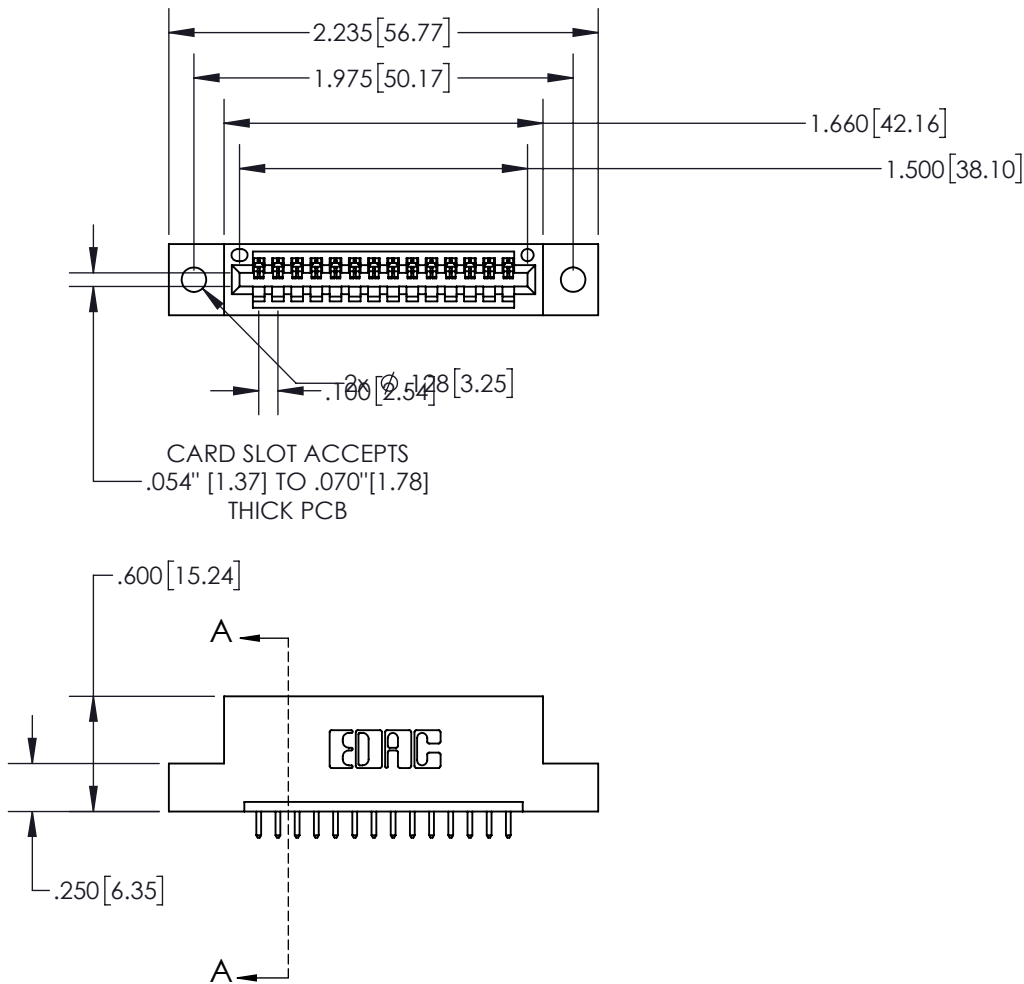 2.235[56.77]
1.975[50.17]
1.660[42.16]
1.500[38.10]
2x Ø .128[3.25]
.100[2.54]
CARD SLOT ACCEPTS
.054" [1.37] TO .070"[1.78]
THICK PCB
.600[15.24]
A
EDAC
.250[6.35]
A